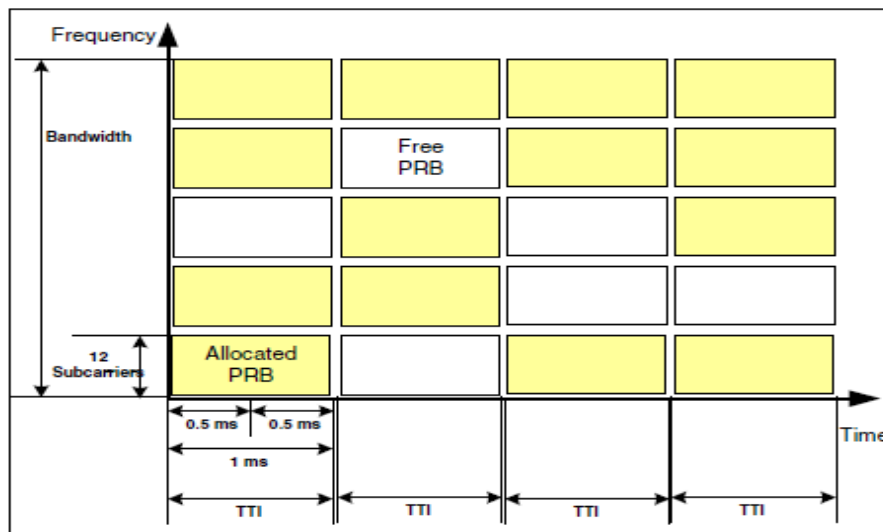 Frequency
Bandwidth
Free
PRB
12
Subcarriers
Allocated
PRB
0.5 ms
0.5 ms
Time
1 ms
TTI
TTI
TTI
TTI